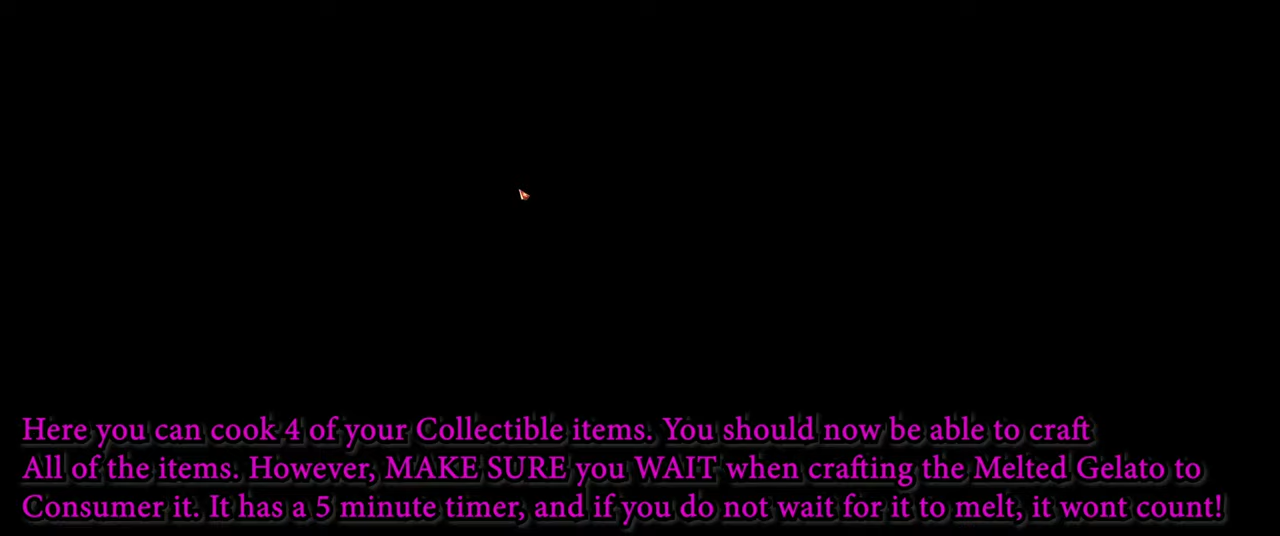 Here you can cook 4 of your Collectible items. You should now be able to craft
All of the items. However, MAKE SURE you WAIT when crafting the Melted Gelato to
Consumer it. It has a 5 minute timer, and if you do not wait for it to melt, it wont count!